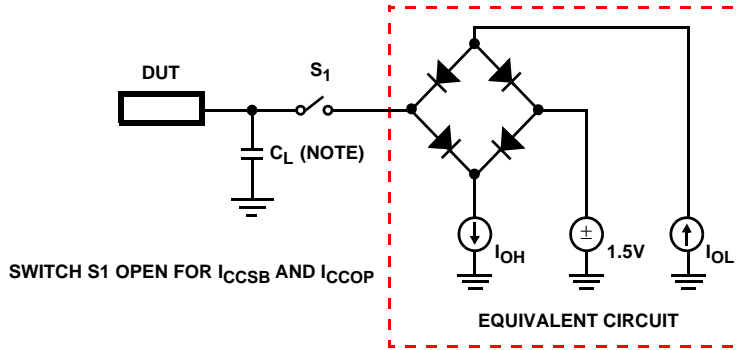 DUT
S1
CL (NOTE)
±
IOH
1.5V
IOL
SWITCH S1 OPEN FOR ICCSB AND ICCOP
EQUIVALENT CIRCUIT